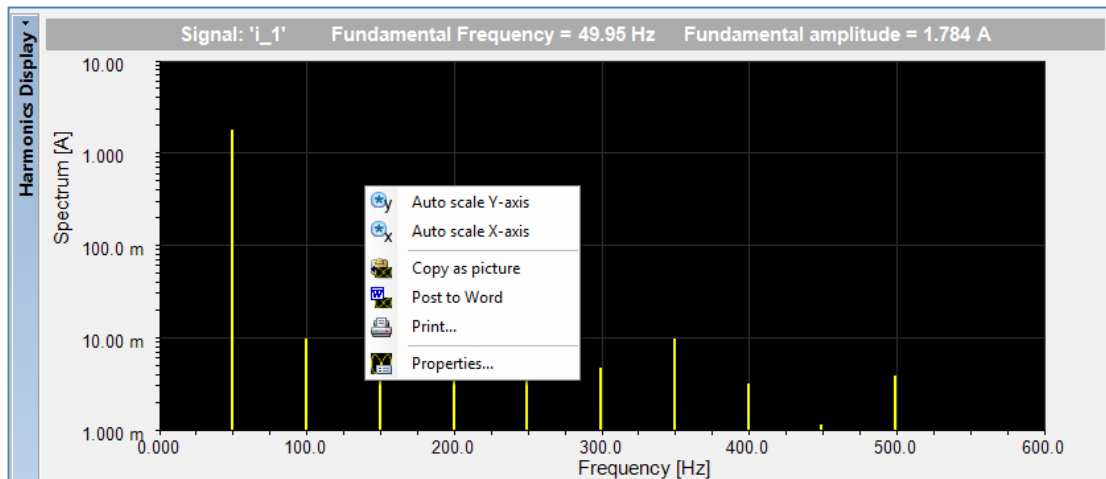 Harmonics Display
Signal: 'i_1' Fundamental Frequency = 49.95 Hz Fundamental amplitude = 1.784 A
Spectrum [A]
10.00
1.000
100.0 m
10.00 m
1.000 m
Auto scale Y-axis
Auto scale X-axis
Copy as picture
Post to Word
Print...
Properties...
0.000 100.0 200.0 300.0 400.0 500.0 600.0
Frequency [Hz]